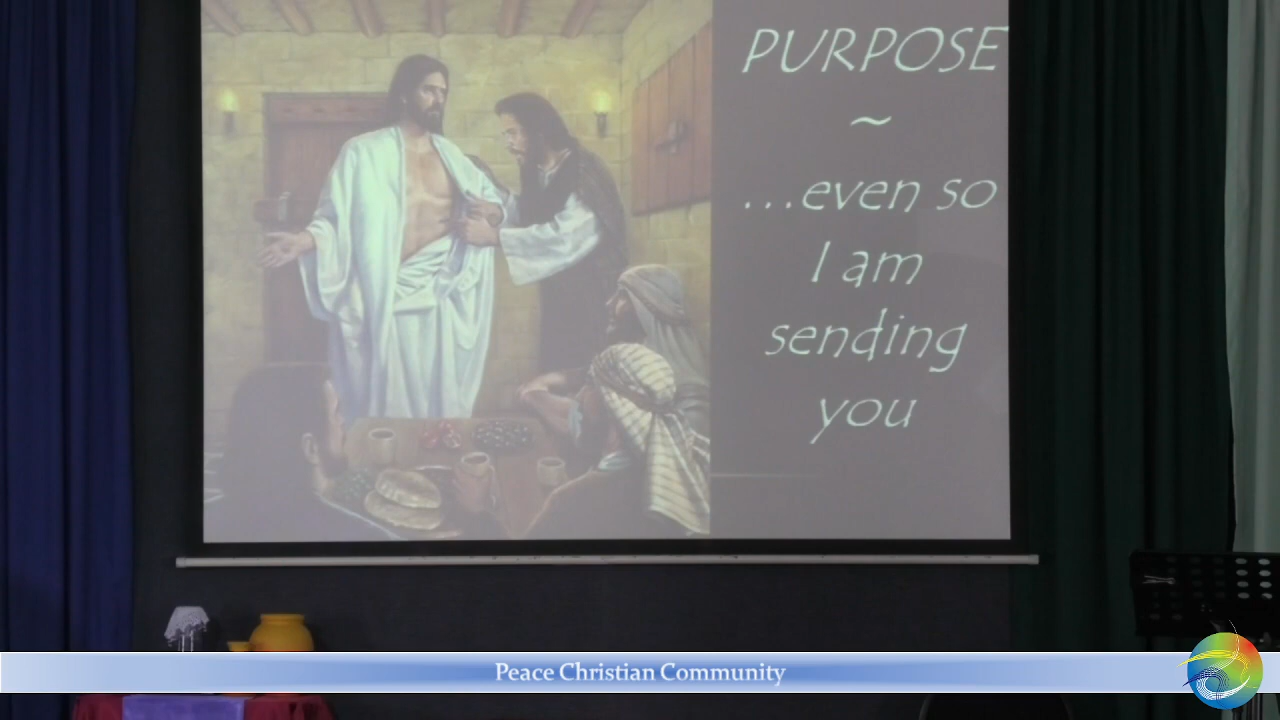 PURPOSE
~
...even so
I am
sending
you
Peace Christian Community